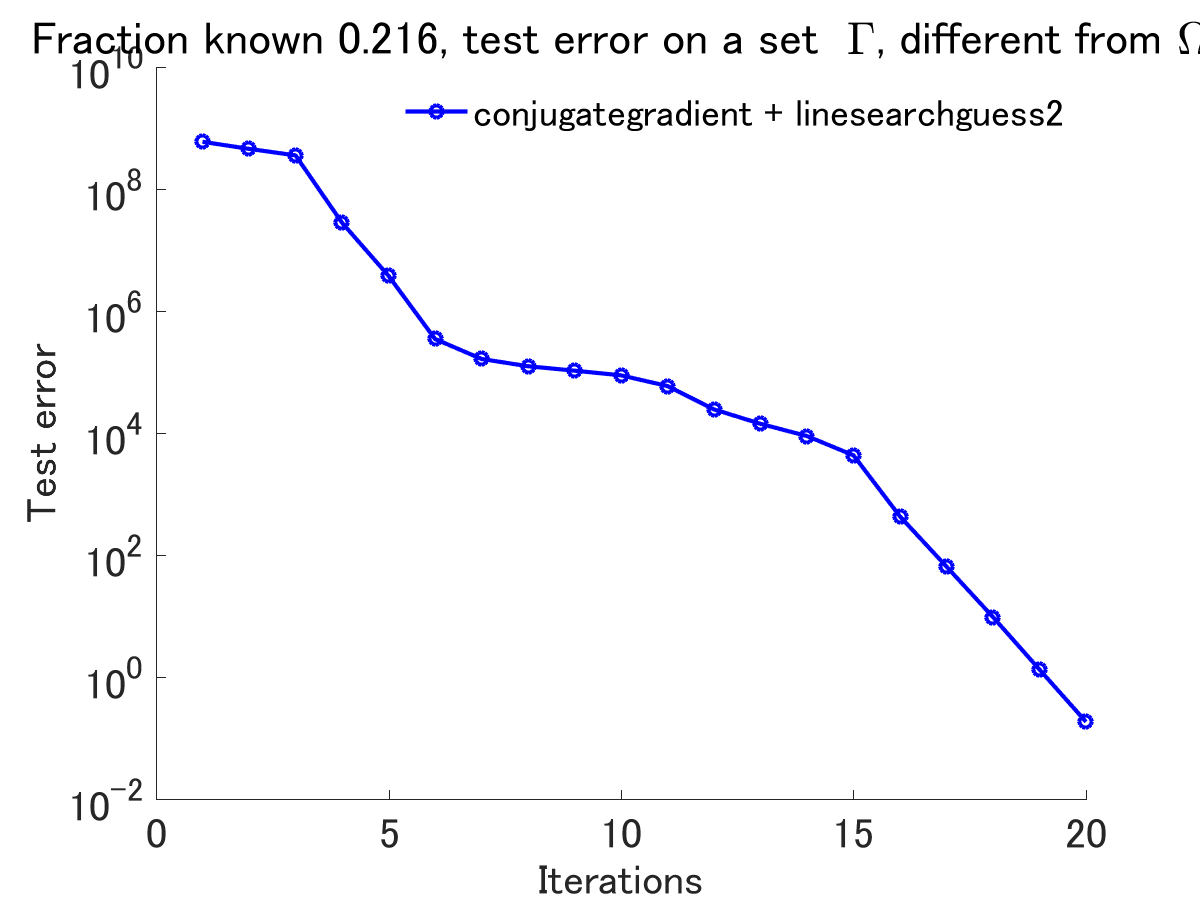 Fraction known 0.216, test error on a set Γ, different from Ω
10^10
conjugategradient + linesearchguess2
10^8
10^6
10^4
10^2
10^0
10^−2
Test error
0 5 10 15 20
Iterations